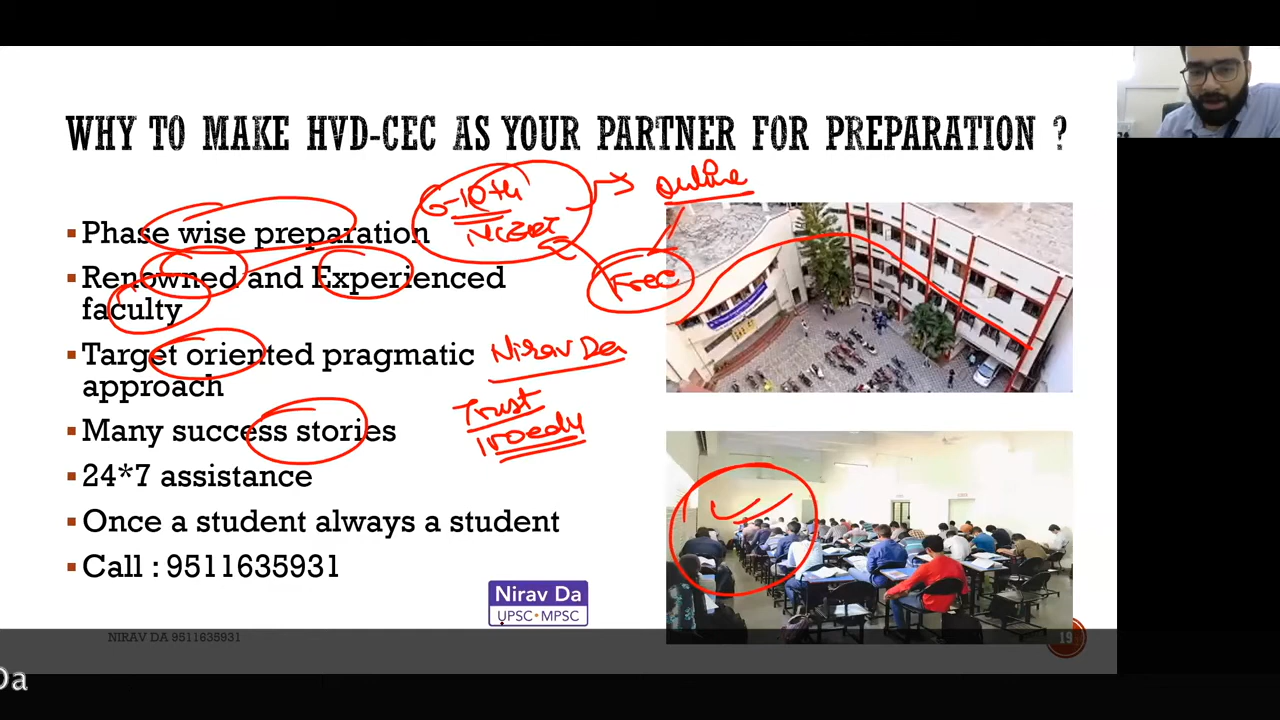 WHY TO MAKE HVD-CEC AS YOUR PARTNER FOR PREPARATION ?
6-10th
NCERT
online
Free
▪ Phase wise preparation
▪ Renowned and Experienced
faculty
▪ Target oriented pragmatic
approach
Nirav Da
▪ Many success stories
Trust
▪ 24*7 assistance
▪ Once a student always a student
▪ Call : 9511635931
Nirav Da
UPSC•MPSC
NIRAV DA 9511635931
19
Da